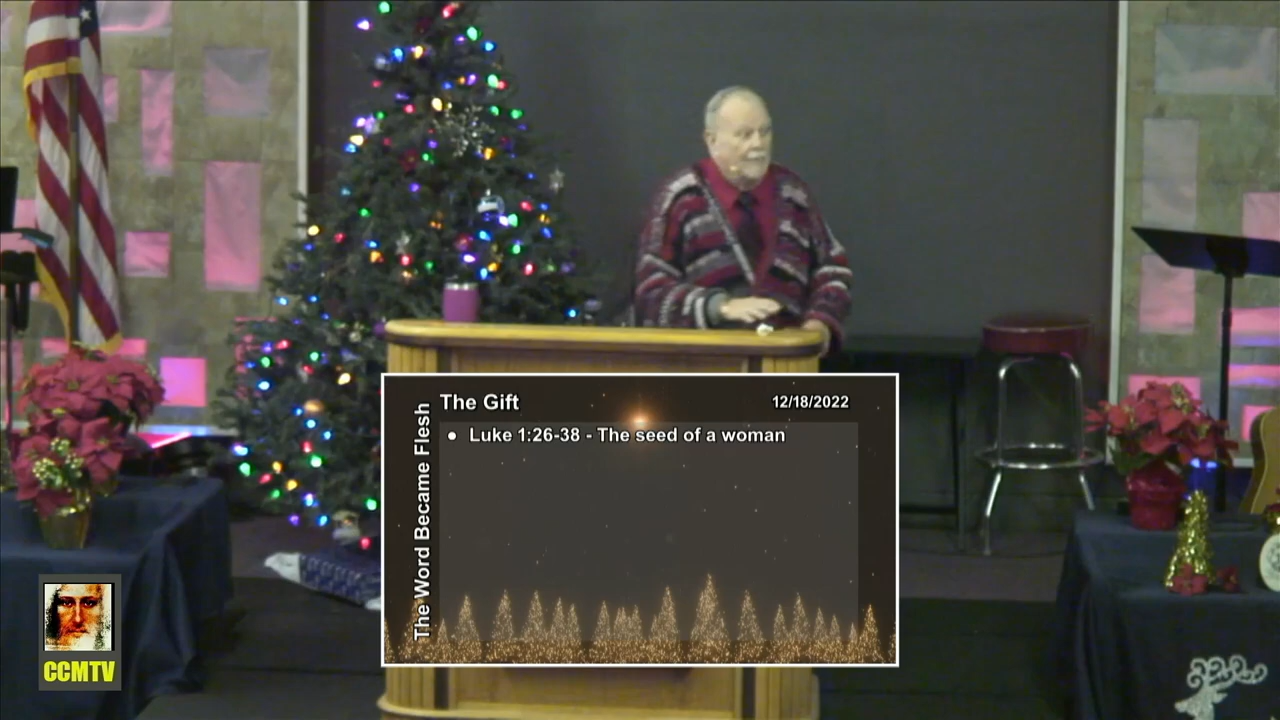 The Gift
12/18/2022
The Word Became Flesh
• Luke 1:26-38 - The seed of a woman
CCMTV